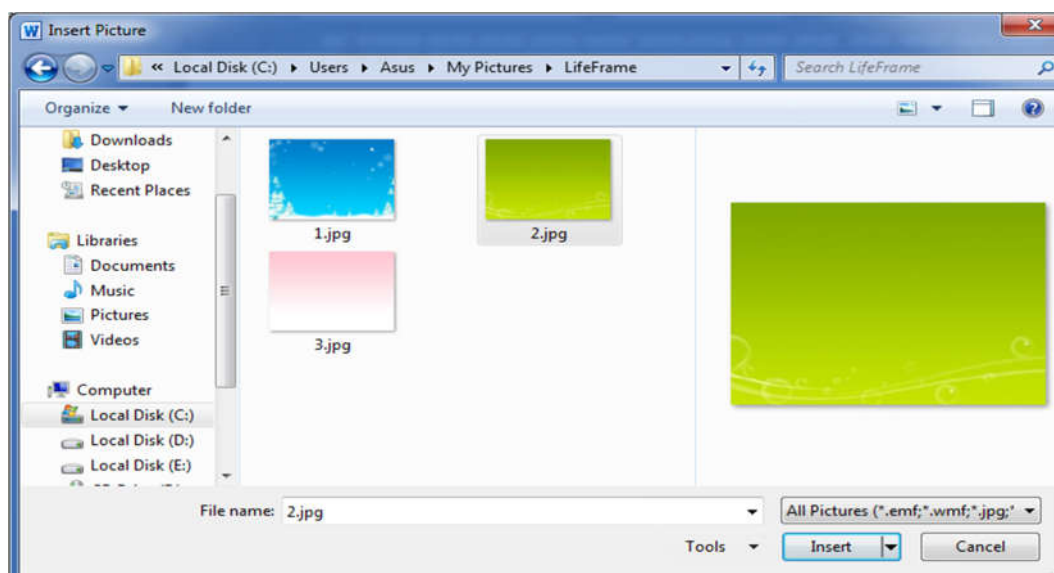 Insert Picture
« Local Disk (C:) ▸ Users ▸ Asus ▸ My Pictures ▸ LifeFrame
Search LifeFrame
Organize
New folder
Downloads
Desktop
Recent Places
Libraries
Documents
Music
Pictures
Videos
Computer
Local Disk (C:)
Local Disk (D:)
Local Disk (E:)
1.jpg
2.jpg
3.jpg
File name: 2.jpg
All Pictures (*.emf;*.wmf;*.jpg;*
Tools
Insert
Cancel